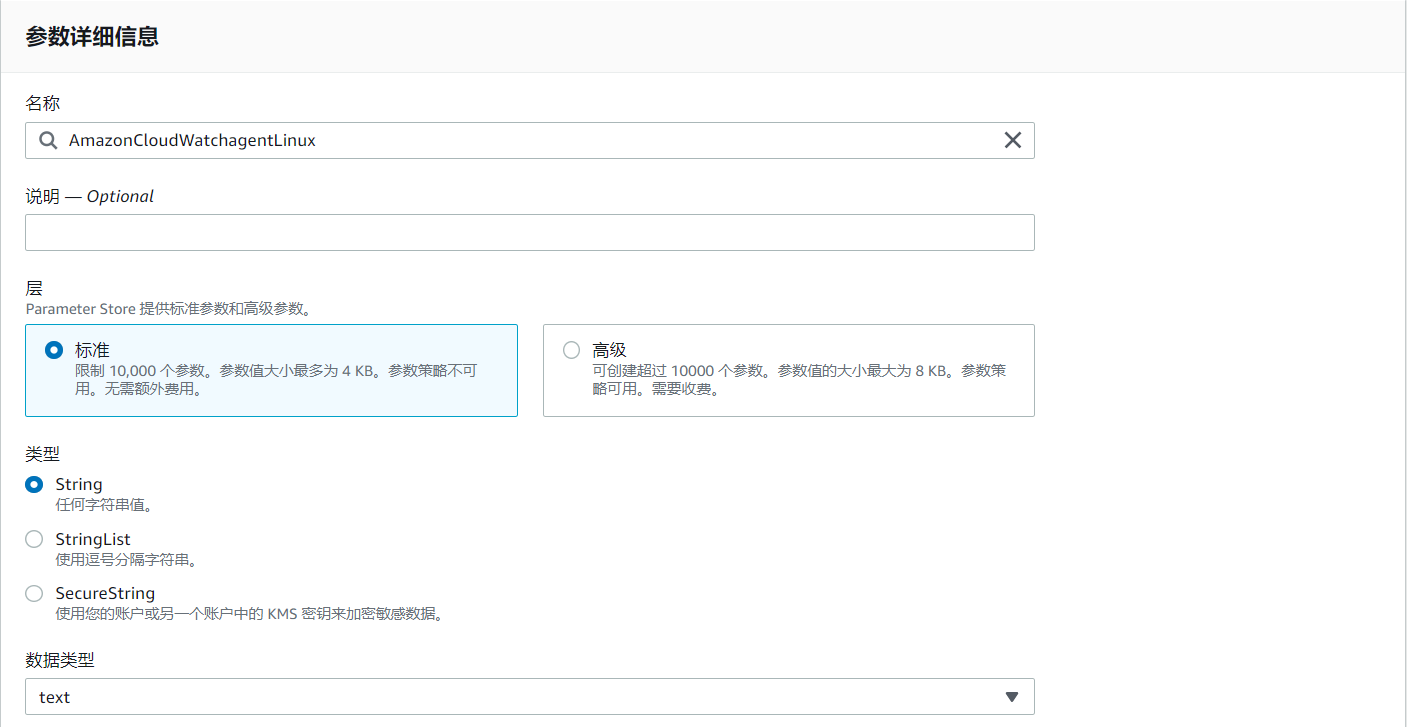 参数详细信息
名称
AmazonCloudWatchagentLinux
说明 — Optional
层
Parameter Store 提供标准参数和高级参数。
标准
限制 10,000 个参数。参数值大小最多为 4 KB。参数策略不可
用。无需额外费用。
高级
可创建超过 10000 个参数。参数值的大小最大为 8 KB。参数策
略可用。需要收费。
类型
String
任何字符串值。
StringList
使用逗号分隔字符串。
SecureString
使用您的账户或另一个账户中的 KMS 密钥来加密敏感数据。
数据类型
text